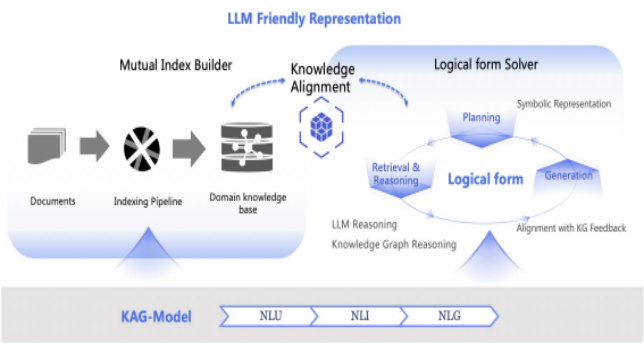 LLM Friendly Representation
Mutual Index Builder
Knowledge
Alignment
Logical form Solver
Documents
Indexing Pipeline
Domain knowledge
base
Planning
Symbolic Representation
Retrieval &
Reasoning
Logical form
Generation
LLM Reasoning
Knowledge Graph Reasoning
Alignment with KG Feedback
KAG-Model
NLU
NLI
NLG